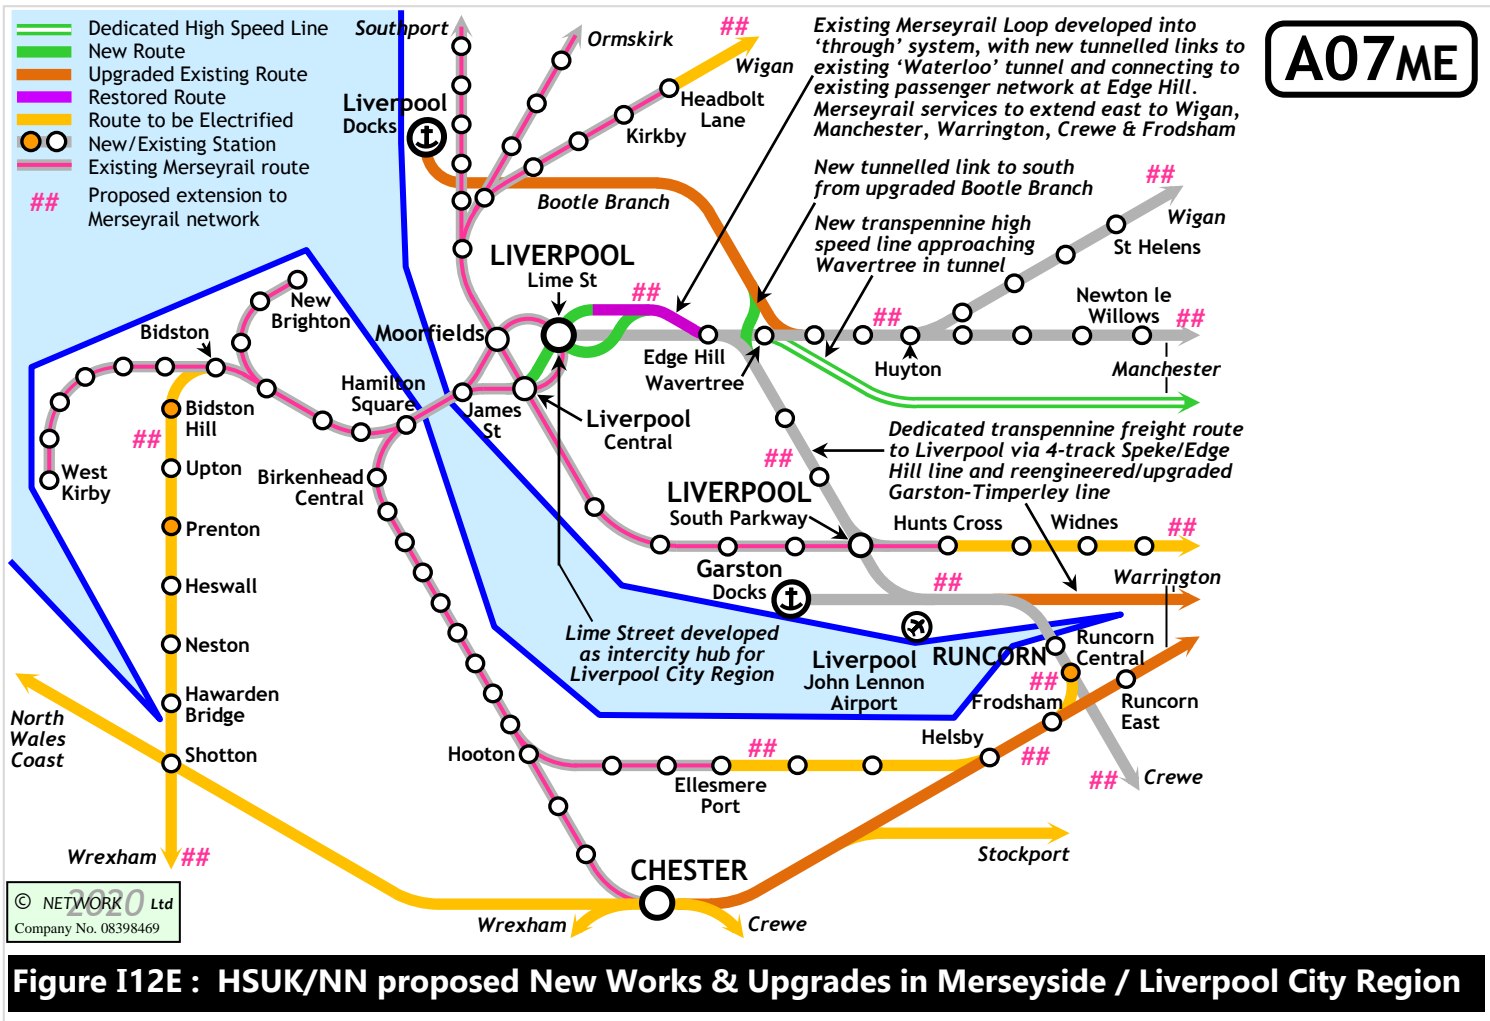 Dedicated High Speed Line
New Route
Upgraded Existing Route
Restored Route
Route to be Electrified
New/Existing Station
Existing Merseyrail route
## Proposed extension to
Merseyrail network
Southport
Ormskirk
##
Wigan
Headbolt
Lane
Kirkby
Liverpool
Docks
Bootle Branch
Existing Merseyrail Loop developed into
‘through’ system, with new tunnelled links to
existing ‘Waterloo’ tunnel and connecting to
existing passenger network at Edge Hill.
Merseyrail services to extend east to Wigan,
Manchester, Warrington, Crewe & Frodsham
A07ME
New tunnelled link to south
from upgraded Bootle Branch
New transpennine high
speed line approaching
Wavertree in tunnel
##
Wigan
St Helens
Newton le
Willows
##
Manchester
##
Huyton
LIVERPOOL
Lime St
##
Edge Hill
Wavertree
Moorfields
New
Brighton
Bidston
Hamilton
Square
James
St
Liverpool
Central
Bidston
Hill
##
Upton
West
Kirby
Prenton
Heswall
Neston
Hawarden
Bridge
Shotton
North
Wales
Coast
Wrexham ##
Birkenhead
Central
Dedicated transpennine freight route
to Liverpool via 4-track Speke/Edge
Hill line and reengineered/upgraded
Garston-Timperley line
##
LIVERPOOL
South Parkway
Hunts Cross
Widnes
##
Garston
Docks
##
Warrington
Lime Street developed
as intercity hub for
Liverpool City Region
Liverpool
John Lennon
Airport
RUNCORN
Runcorn
Central
##
Frodsham
Runcorn
East
Helsby
##
## Crewe
Hooton
##
Ellesmere
Port
Stockport
CHESTER
Wrexham
Crewe
© NETWORK 2020 Ltd
Company No. 08398469
Figure I12E : HSUK/NN proposed New Works & Upgrades in Merseyside / Liverpool City Region